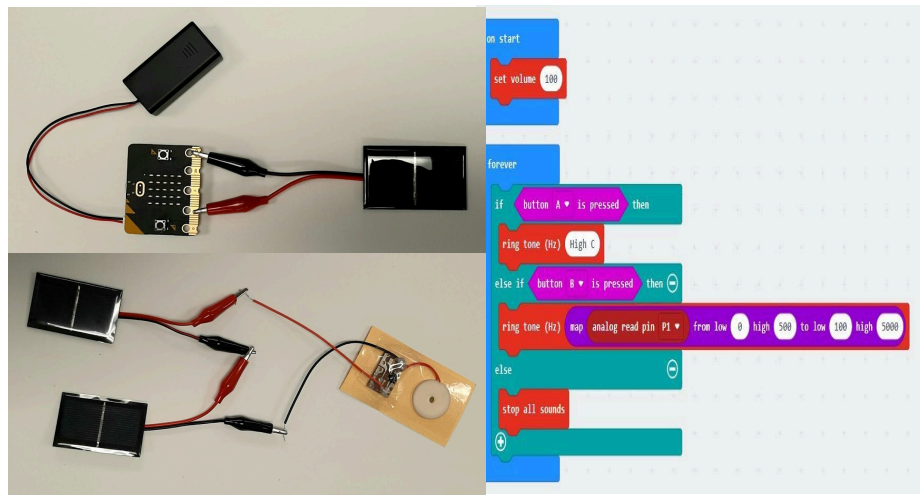 on start
set volume 100
forever
if button A ▼ is pressed then
ring tone (Hz) High C
else if button B ▼ is pressed then
ring tone (Hz) map analog read pin P1 ▼ from low 0 high 500 to low 100 high 5000
else
stop all sounds